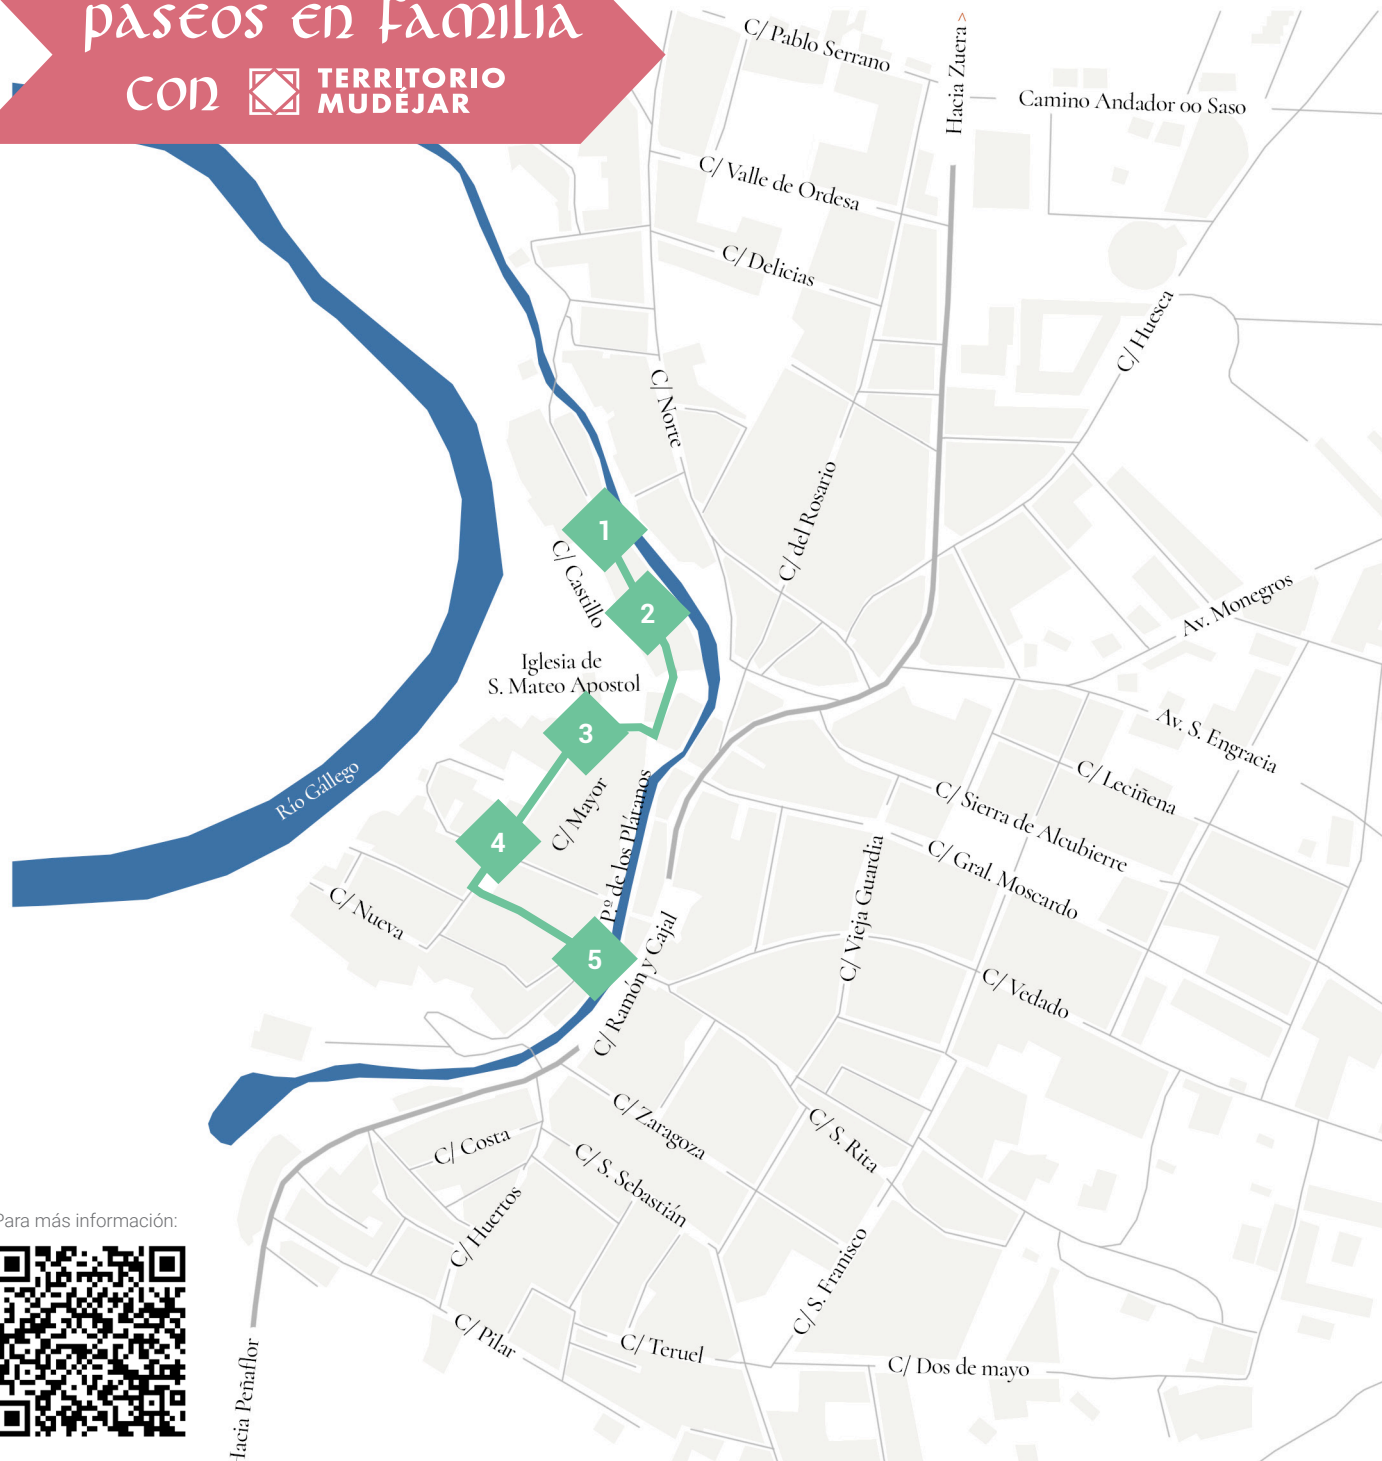 paseos en familia
con TERRITORIO
MUDÉJAR
C/ Pablo Serrano
Hacia Zuera >
Camino Andador oo Saso
C/ Valle de Ordesa
C/ Delicias
C/ Huesca
C/ Norte
C/ del Rosario
1
C/ Castillo
2
Av. Monegros
Iglesia de
S. Mateo Apostol
3
Av. S. Engracia
C/ Leciñena
Río Gállego
C/ Mayor
P.º de los Pláranos
C/ Sierra de Alcubierre
4
C/ Gral. Moscardo
C/ Vieja Guardia
C/ Nueva
5
C/ Ramón y Cajal
C/ Vedado
C/ Zaragoza
C/ Costa
C/ S. Rita
C/ S. Sebastián
C/ Huertos
Para más información:
C/ S. Franisco
C/ Pilar
C/ Teruel
C/ Dos de mayo
Hacia Peñaflor